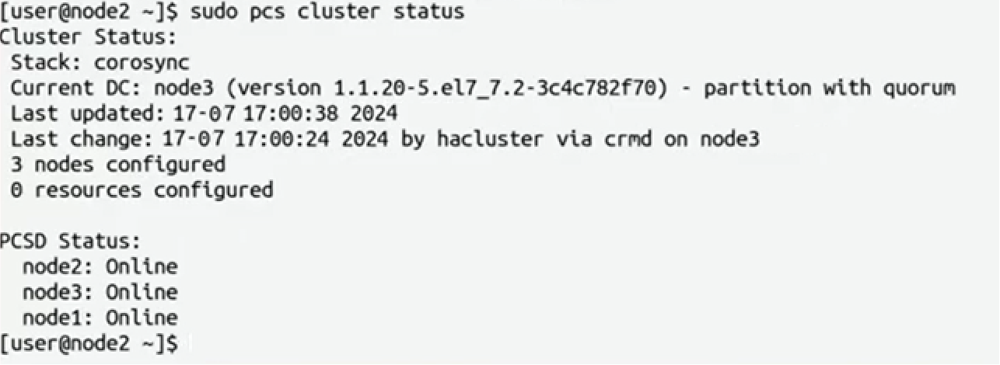 [user@node2 ~]$ sudo pcs cluster status
Cluster Status:
 Stack: corosync
 Current DC: node3 (version 1.1.20-5.el7_7.2-3c4c782f70) - partition with quorum
 Last updated: 17-07 17:00:38 2024
 Last change: 17-07 17:00:24 2024 by hacluster via crmd on node3
 3 nodes configured
 0 resources configured

PCSD Status:
  node2: Online
  node3: Online
  node1: Online
[user@node2 ~]$